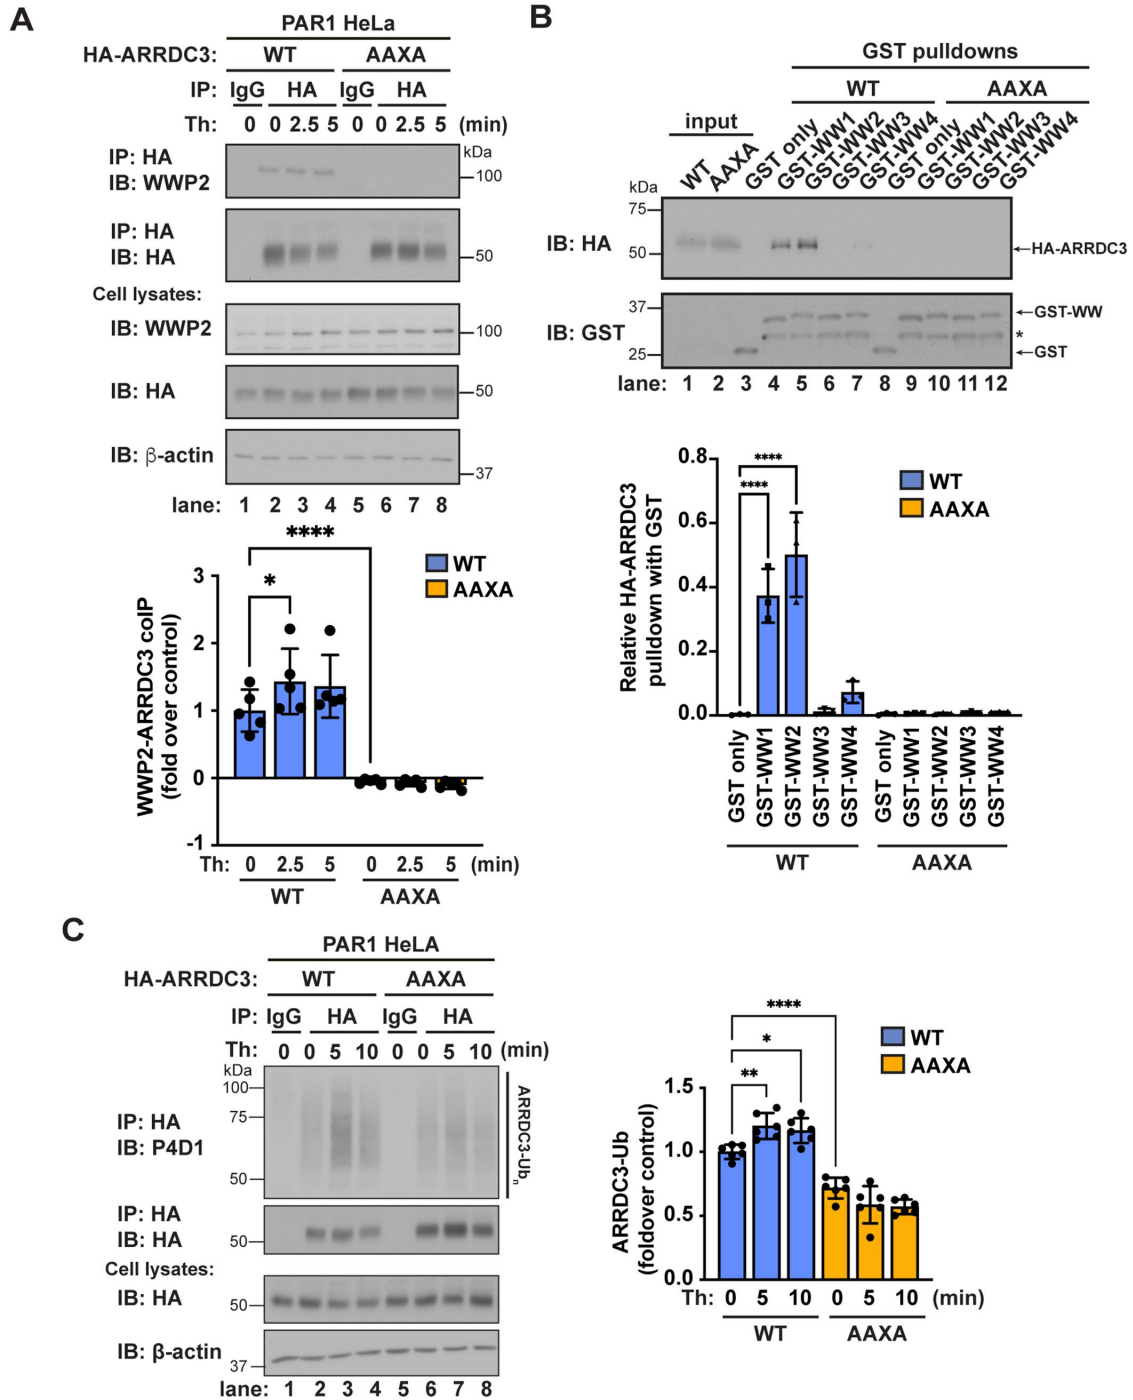 A
PAR1 HeLa
HA-ARRDC3: WT AAXA
IP: IgG HA IgG HA
Th: 0 0 2.5 5 0 0 2.5 5 (min)
kDa
IP: HA
IB: WWP2
100
IP: HA
IB: HA
50
Cell lysates:
IB: WWP2
100
IB: HA
50
IB: β-actin
37
lane: 1 2 3 4 5 6 7 8
****
*
WT
AAXA
WWP2-ARRDC3 coIP
(fold over control)
3
2
1
0
-1
Th: 0 2.5 5 0 2.5 5 (min)
WT AAXA
B
GST pulldowns
WT AAXA
input
WT
AAXA
GST only
GST-WW1
GST-WW2
GST-WW3
GST-WW4
GST only
GST-WW1
GST-WW2
GST-WW3
GST-WW4
kDa
75
50
IB: HA
←HA-ARRDC3
37
25
IB: GST
←GST-WW
*
←GST
lane: 1 2 3 4 5 6 7 8 9 10 11 12
****
****
WT
AAXA
Relative HA-ARRDC3
pulldown with GST
0.8
0.6
0.4
0.2
0.0
GST only
GST-WW1
GST-WW2
GST-WW3
GST-WW4
GST only
GST-WW1
GST-WW2
GST-WW3
GST-WW4
WT AAXA
C
PAR1 HeLA
HA-ARRDC3: WT AAXA
IP: IgG HA IgG HA
Th: 0 0 5 10 0 0 5 10 (min)
kDa
100
75
50
IP: HA
IB: P4D1
ARRDC3-Ubn
IP: HA
IB: HA
50
Cell lysates:
IB: HA
50
IB: β-actin
37
lane: 1 2 3 4 5 6 7 8
****
*
**
WT
AAXA
ARRDC3-Ub
(foldover control)
1.5
1.0
0.5
0.0
Th: 0 5 10 0 5 10 (min)
WT AAXA